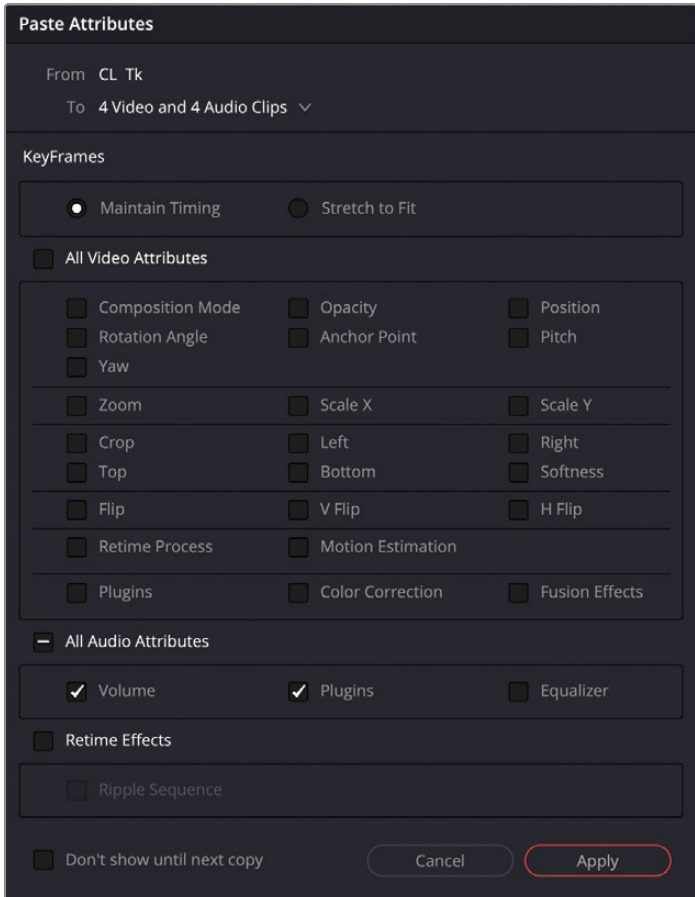 Paste Attributes
From CL Tk
To 4 Video and 4 Audio Clips
KeyFrames
Maintain Timing Stretch to Fit
All Video Attributes
Composition Mode Opacity Position
Rotation Angle Anchor Point Pitch
Yaw
Zoom Scale X Scale Y
Crop Left Right
Top Bottom Softness
Flip V Flip H Flip
Retime Process Motion Estimation
Plugins Color Correction Fusion Effects
All Audio Attributes
Volume Plugins Equalizer
Retime Effects
Ripple Sequence
Don't show until next copy Cancel Apply